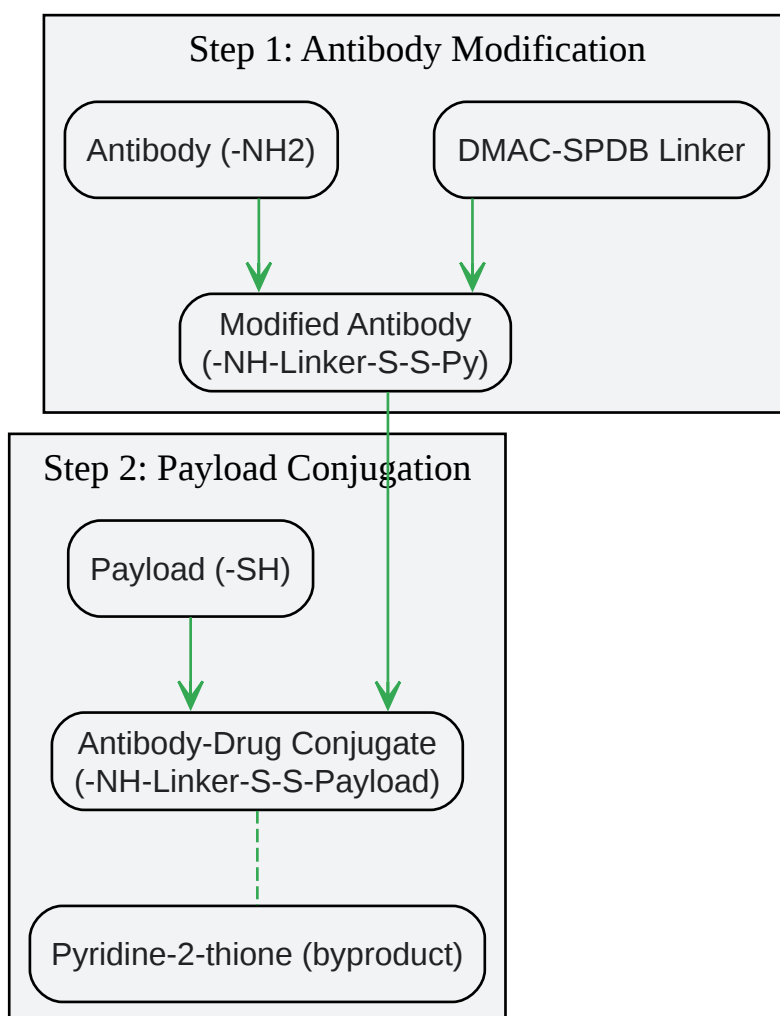 Step 1: Antibody Modification
Antibody (-NH2)
DMAC-SPDB Linker
Modified Antibody
(-NH-Linker-S-S-Py)
Step 2: Payload Conjugation
Payload (-SH)
Antibody-Drug Conjugate
(-NH-Linker-S-S-Payload)
Pyridine-2-thione (byproduct)